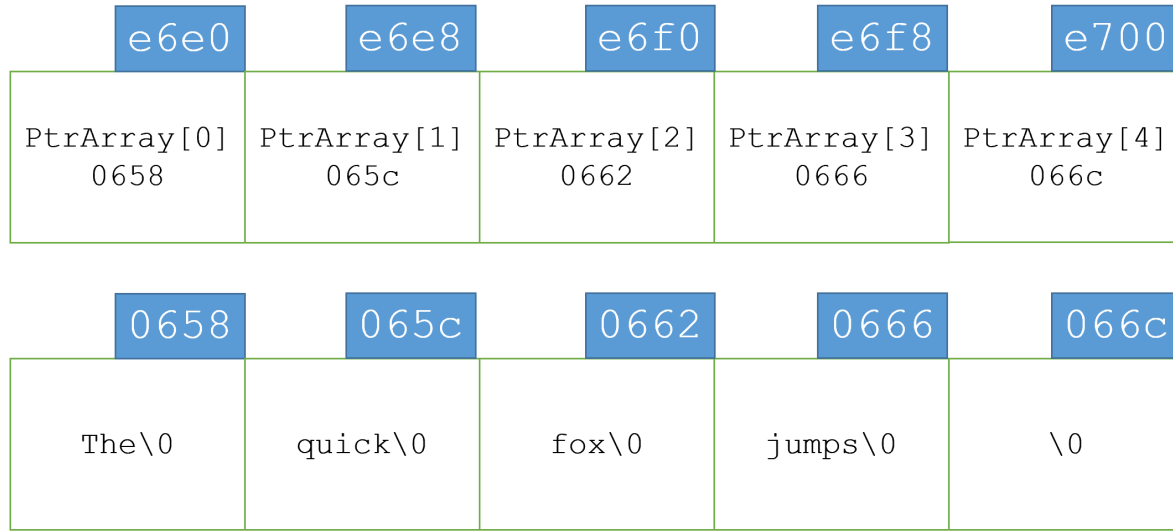 e6e0 e6e8 e6f0 e6f8 e700
PtrArray[0] PtrArray[1] PtrArray[2] PtrArray[3] PtrArray[4]
0658 065c 0662 0666 066c
0658 065c 0662 0666 066c
The\0 quick\0 fox\0 jumps\0 \0